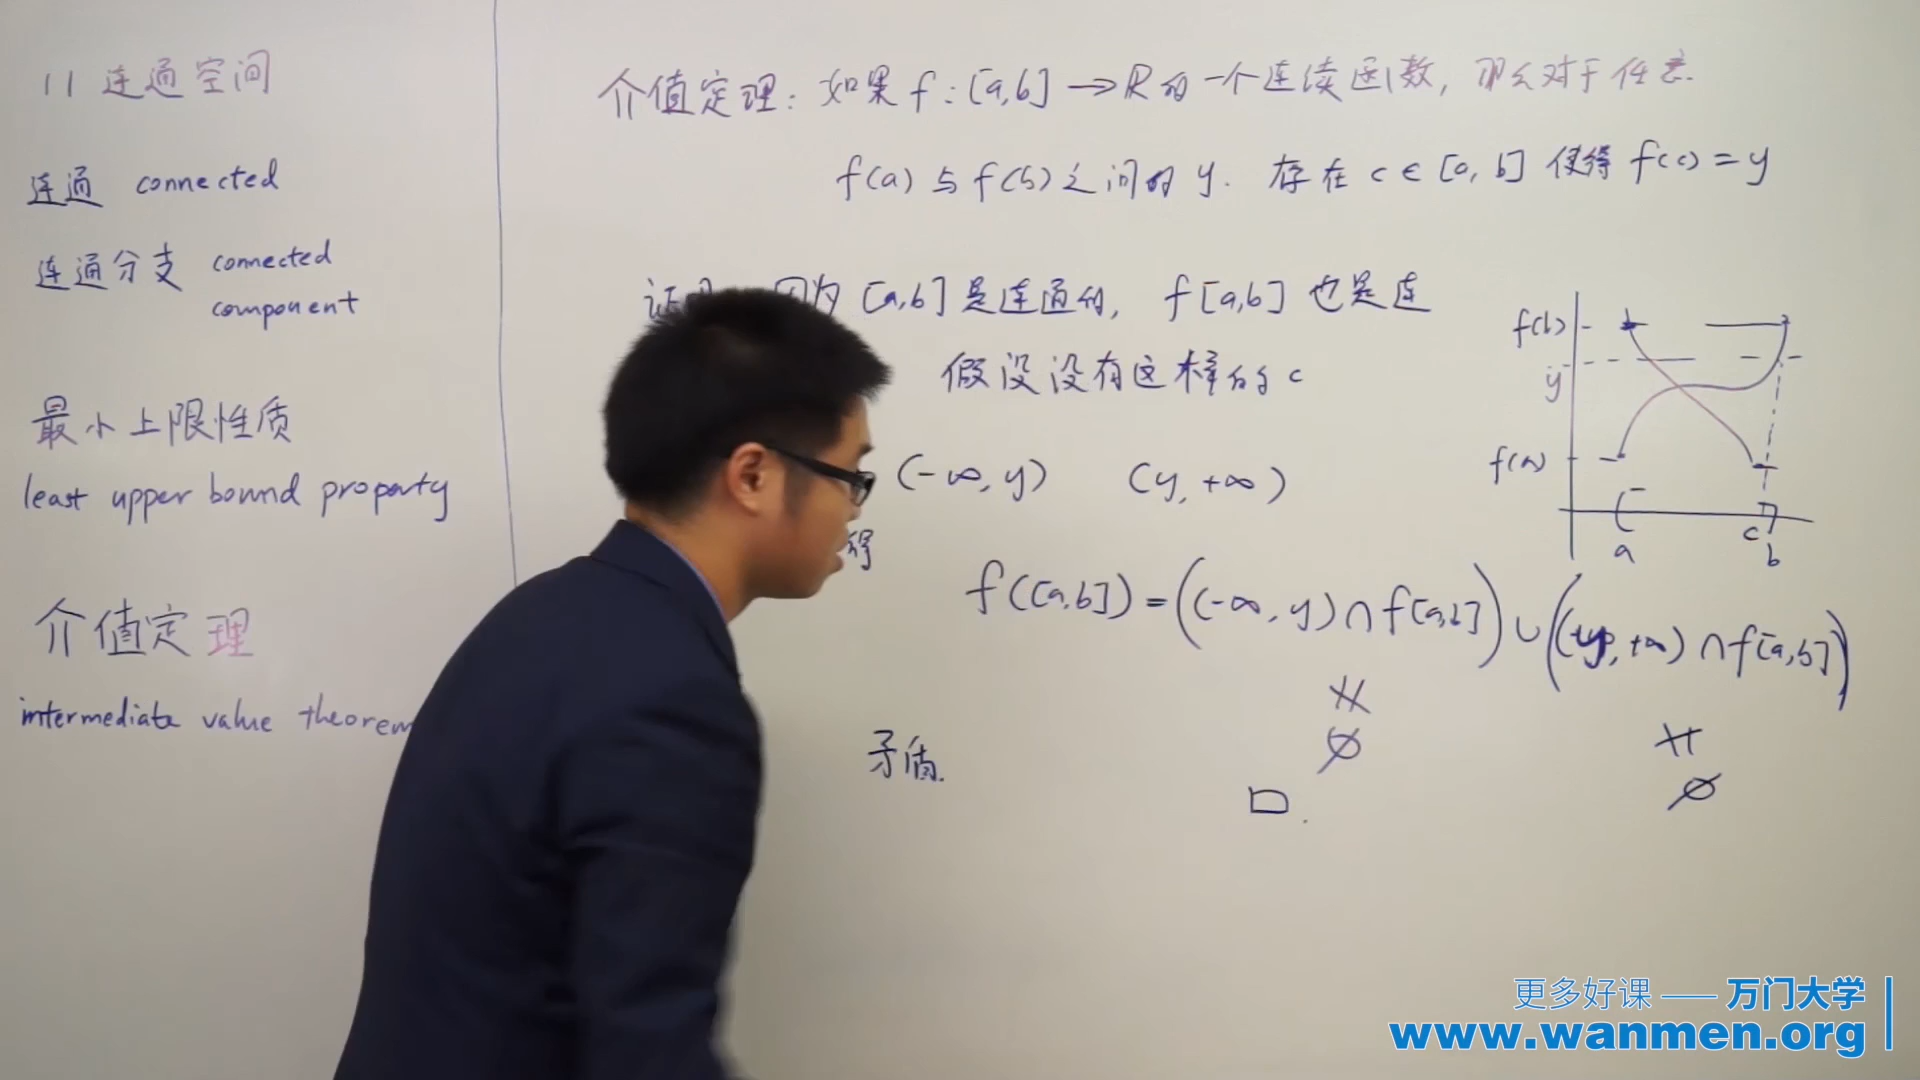 11 连通空间
连通 connected
连通分支 connected
component
最小上限性质
least upper bound property
介值定理
intermediate value theorem
介值定理: 如果 f : [a,b] → R 的一个连续函数, 那么对于任意
f(a) 与 f(b) 之间的 y. 存在 c ∈ [a, b] 使得 f(c) = y
[a,b] 是连通的, f[a,b] 也是连
假设没有这样的 c
(-∞, y) (y, +∞)
得
f([a,b]) = ((-∞, y) ∩ f[a,b]) ∪ ((y, +∞) ∩ f[a,b])
矛盾.
∅
∅
□.
f(b)
y
f(a)
a
c
b
更多好课 —— 万门大学
www.wanmen.org